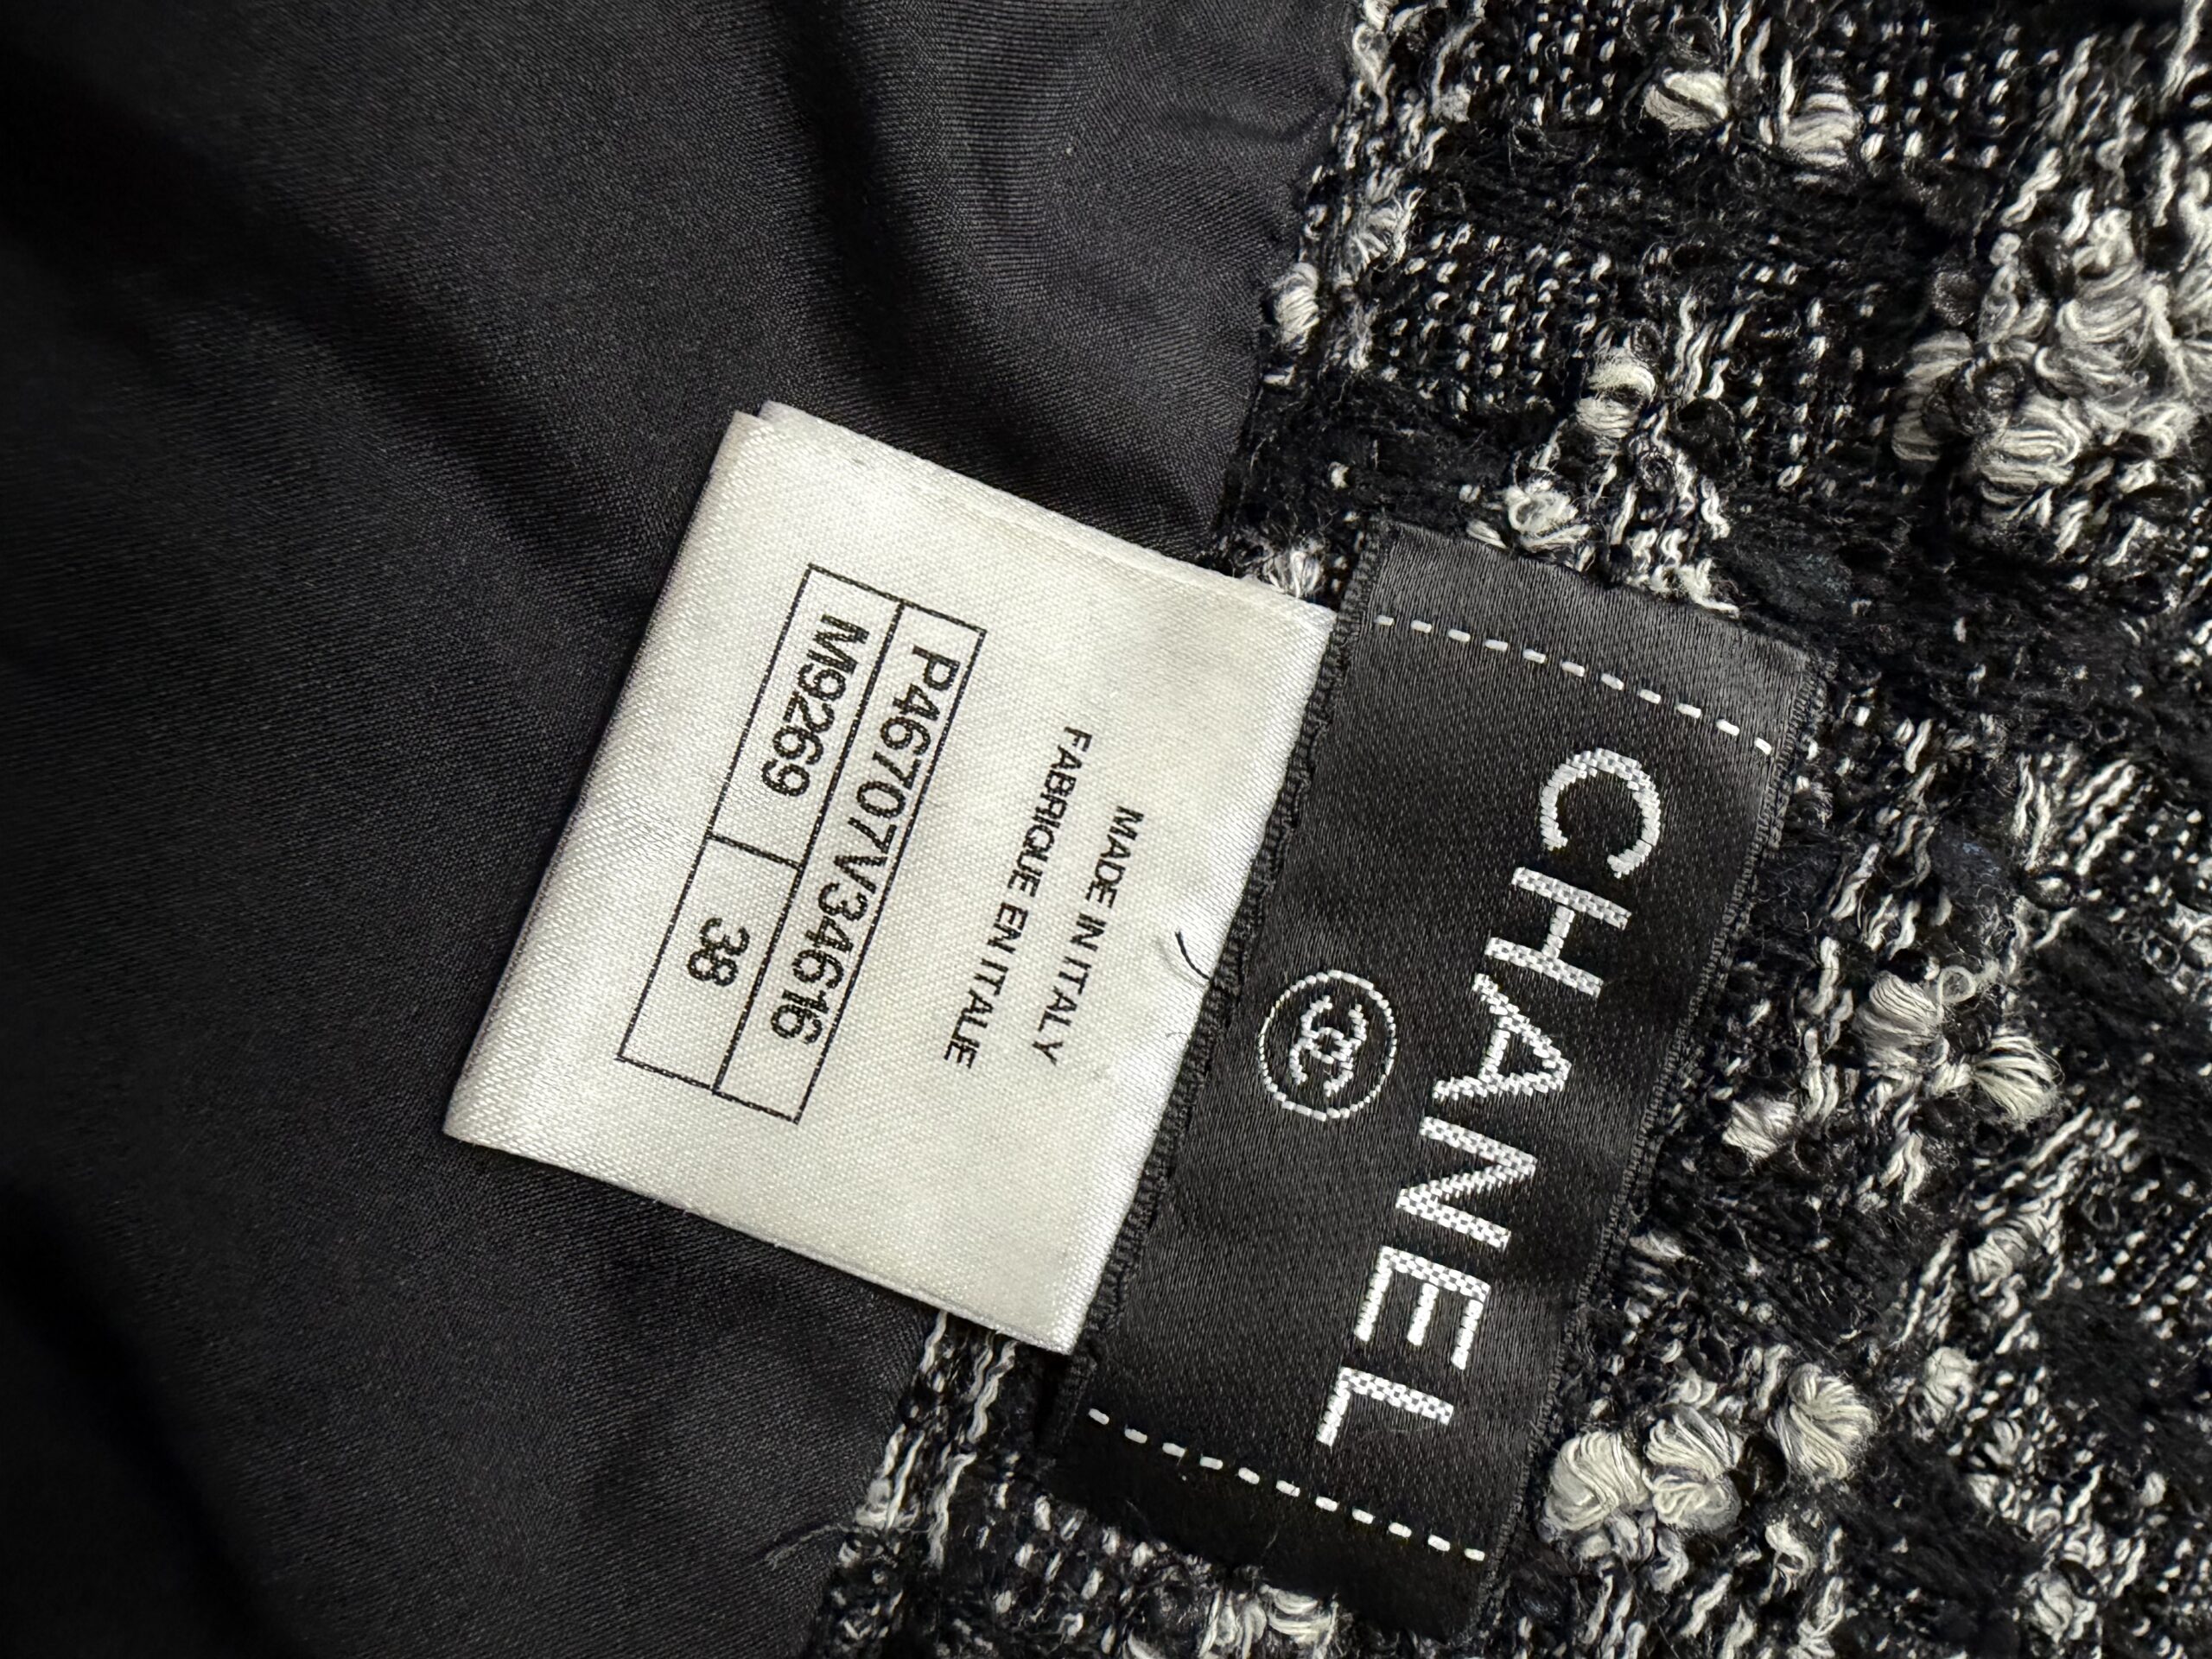 CHANEL
MADE IN ITALY
FABRIQUE EN ITALIE
P46707V34616
M9269 38